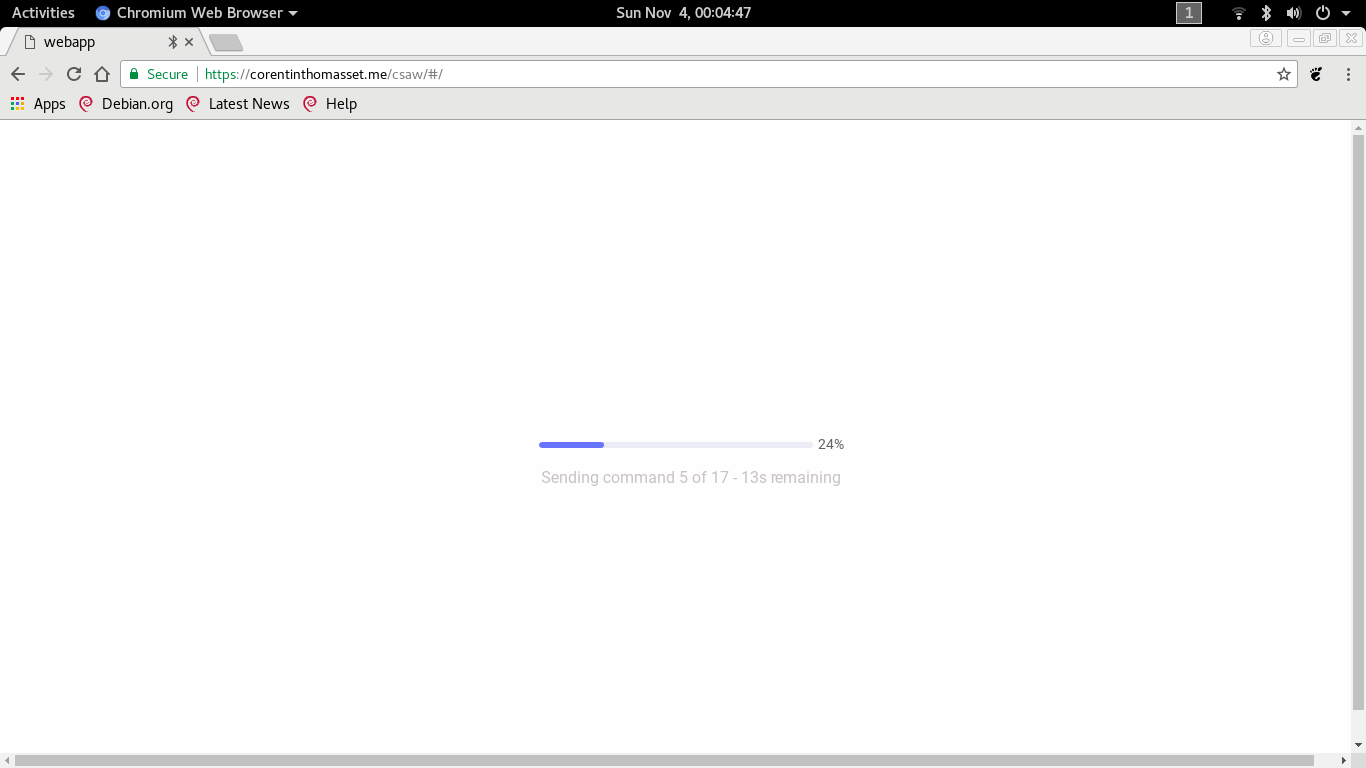 Activities Chromium Web Browser Sun Nov 4, 00:04:47 1
webapp
Secure https://corentinthomasset.me/csaw/#/
Apps Debian.org Latest News Help
24%
Sending command 5 of 17 - 13s remaining